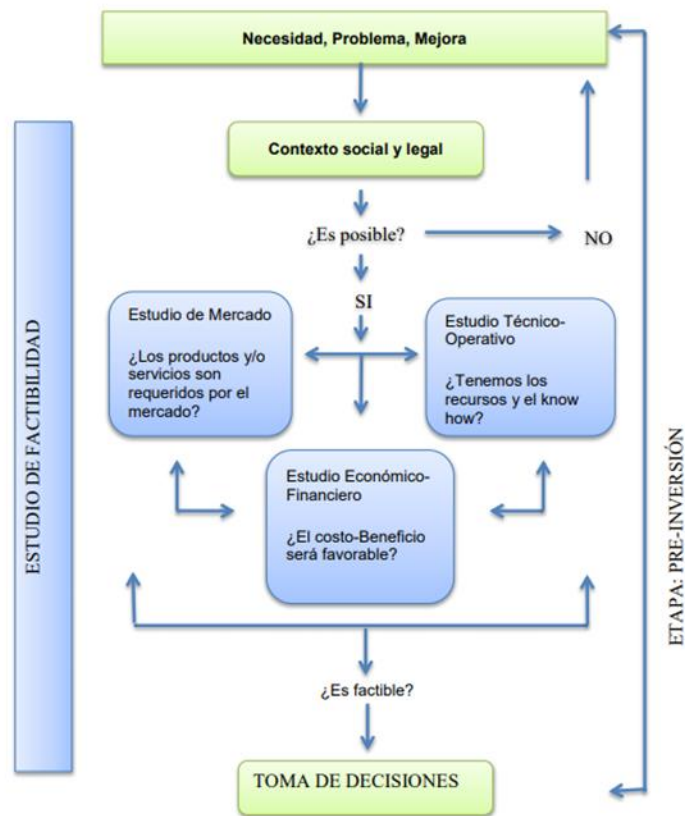 Necesidad, Problema, Mejora
Contexto social y legal
¿Es posible?
NO
SI
Estudio de Mercado
¿Los productos y/o
servicios son
requeridos por el
mercado?
Estudio Técnico-
Operativo
¿Tenemos los
recursos y el know
how?
Estudio Económico-
Financiero
¿El costo-Beneficio
será favorable?
¿Es factible?
TOMA DE DECISIONES
ESTUDIO DE FACTIBILIDAD
ETAPA: PRE-INVERSIÓN